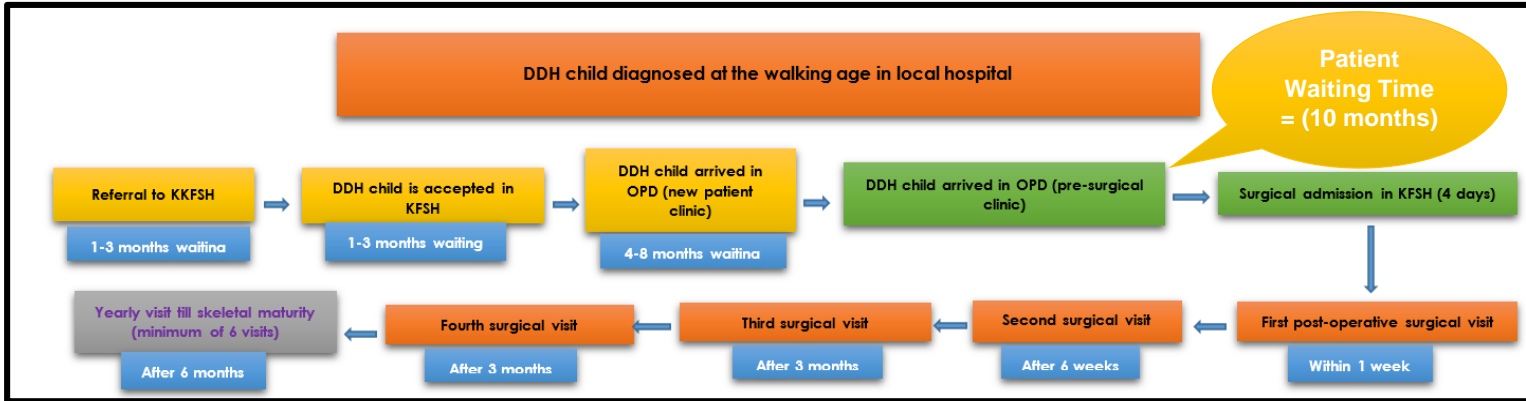 DDH child diagnosed at the walking age in local hospital
Patient
Waiting Time
= (10 months)
Referral to KKFSH
1-3 months waitina
DDH child is accepted in
KFSH
1-3 months waiting
DDH child arrived in
OPD (new patient
clinic)
4-8 months waitina
DDH child arrived in OPD (pre-surgical
clinic)
Surgical admission in KFSH (4 days)
First post-operative surgical visit
Within 1 week
Second surgical visit
After 6 weeks
Third surgical visit
After 3 months
Fourth surgical visit
After 3 months
Yearly visit till skeletal maturity
(minimum of 6 visits)
After 6 months